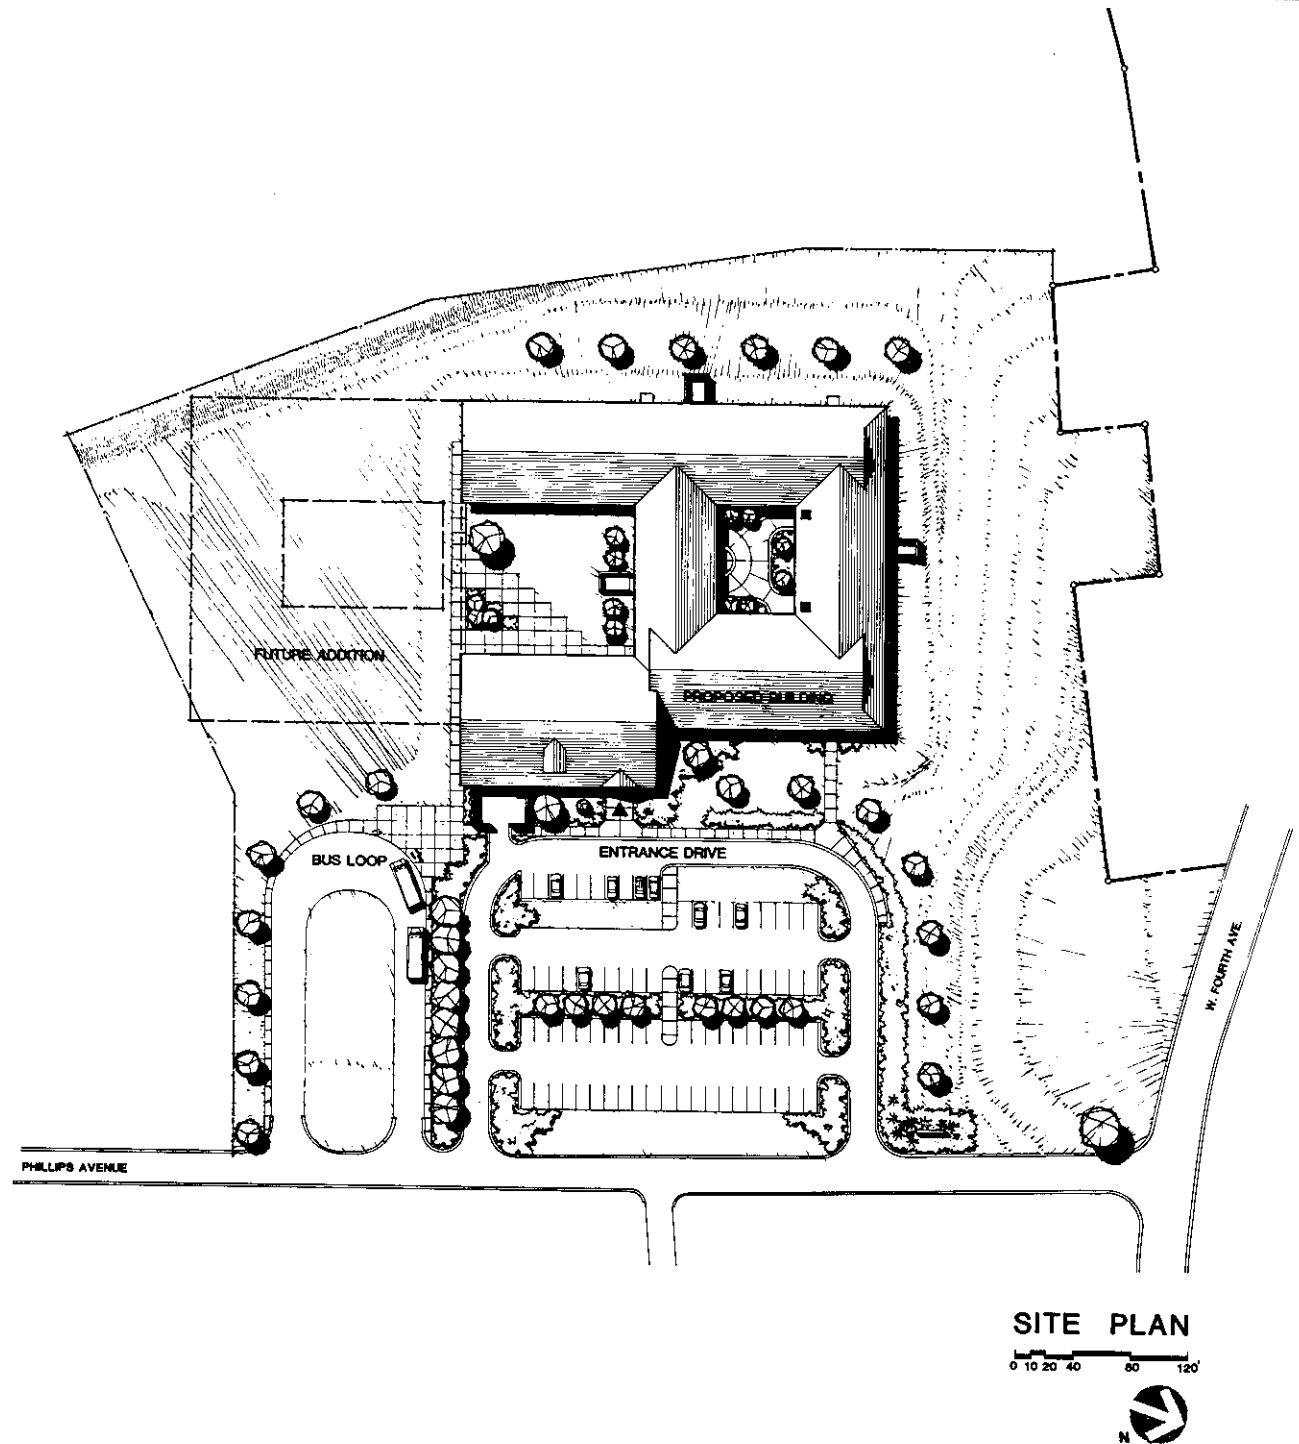 FUTURE ADDITION
PROPOSED BUILDING
BUS LOOP
ENTRANCE DRIVE
W. FOURTH AVE.
PHILLIPS AVENUE
SITE PLAN
0 10 20 40 80 120'
N